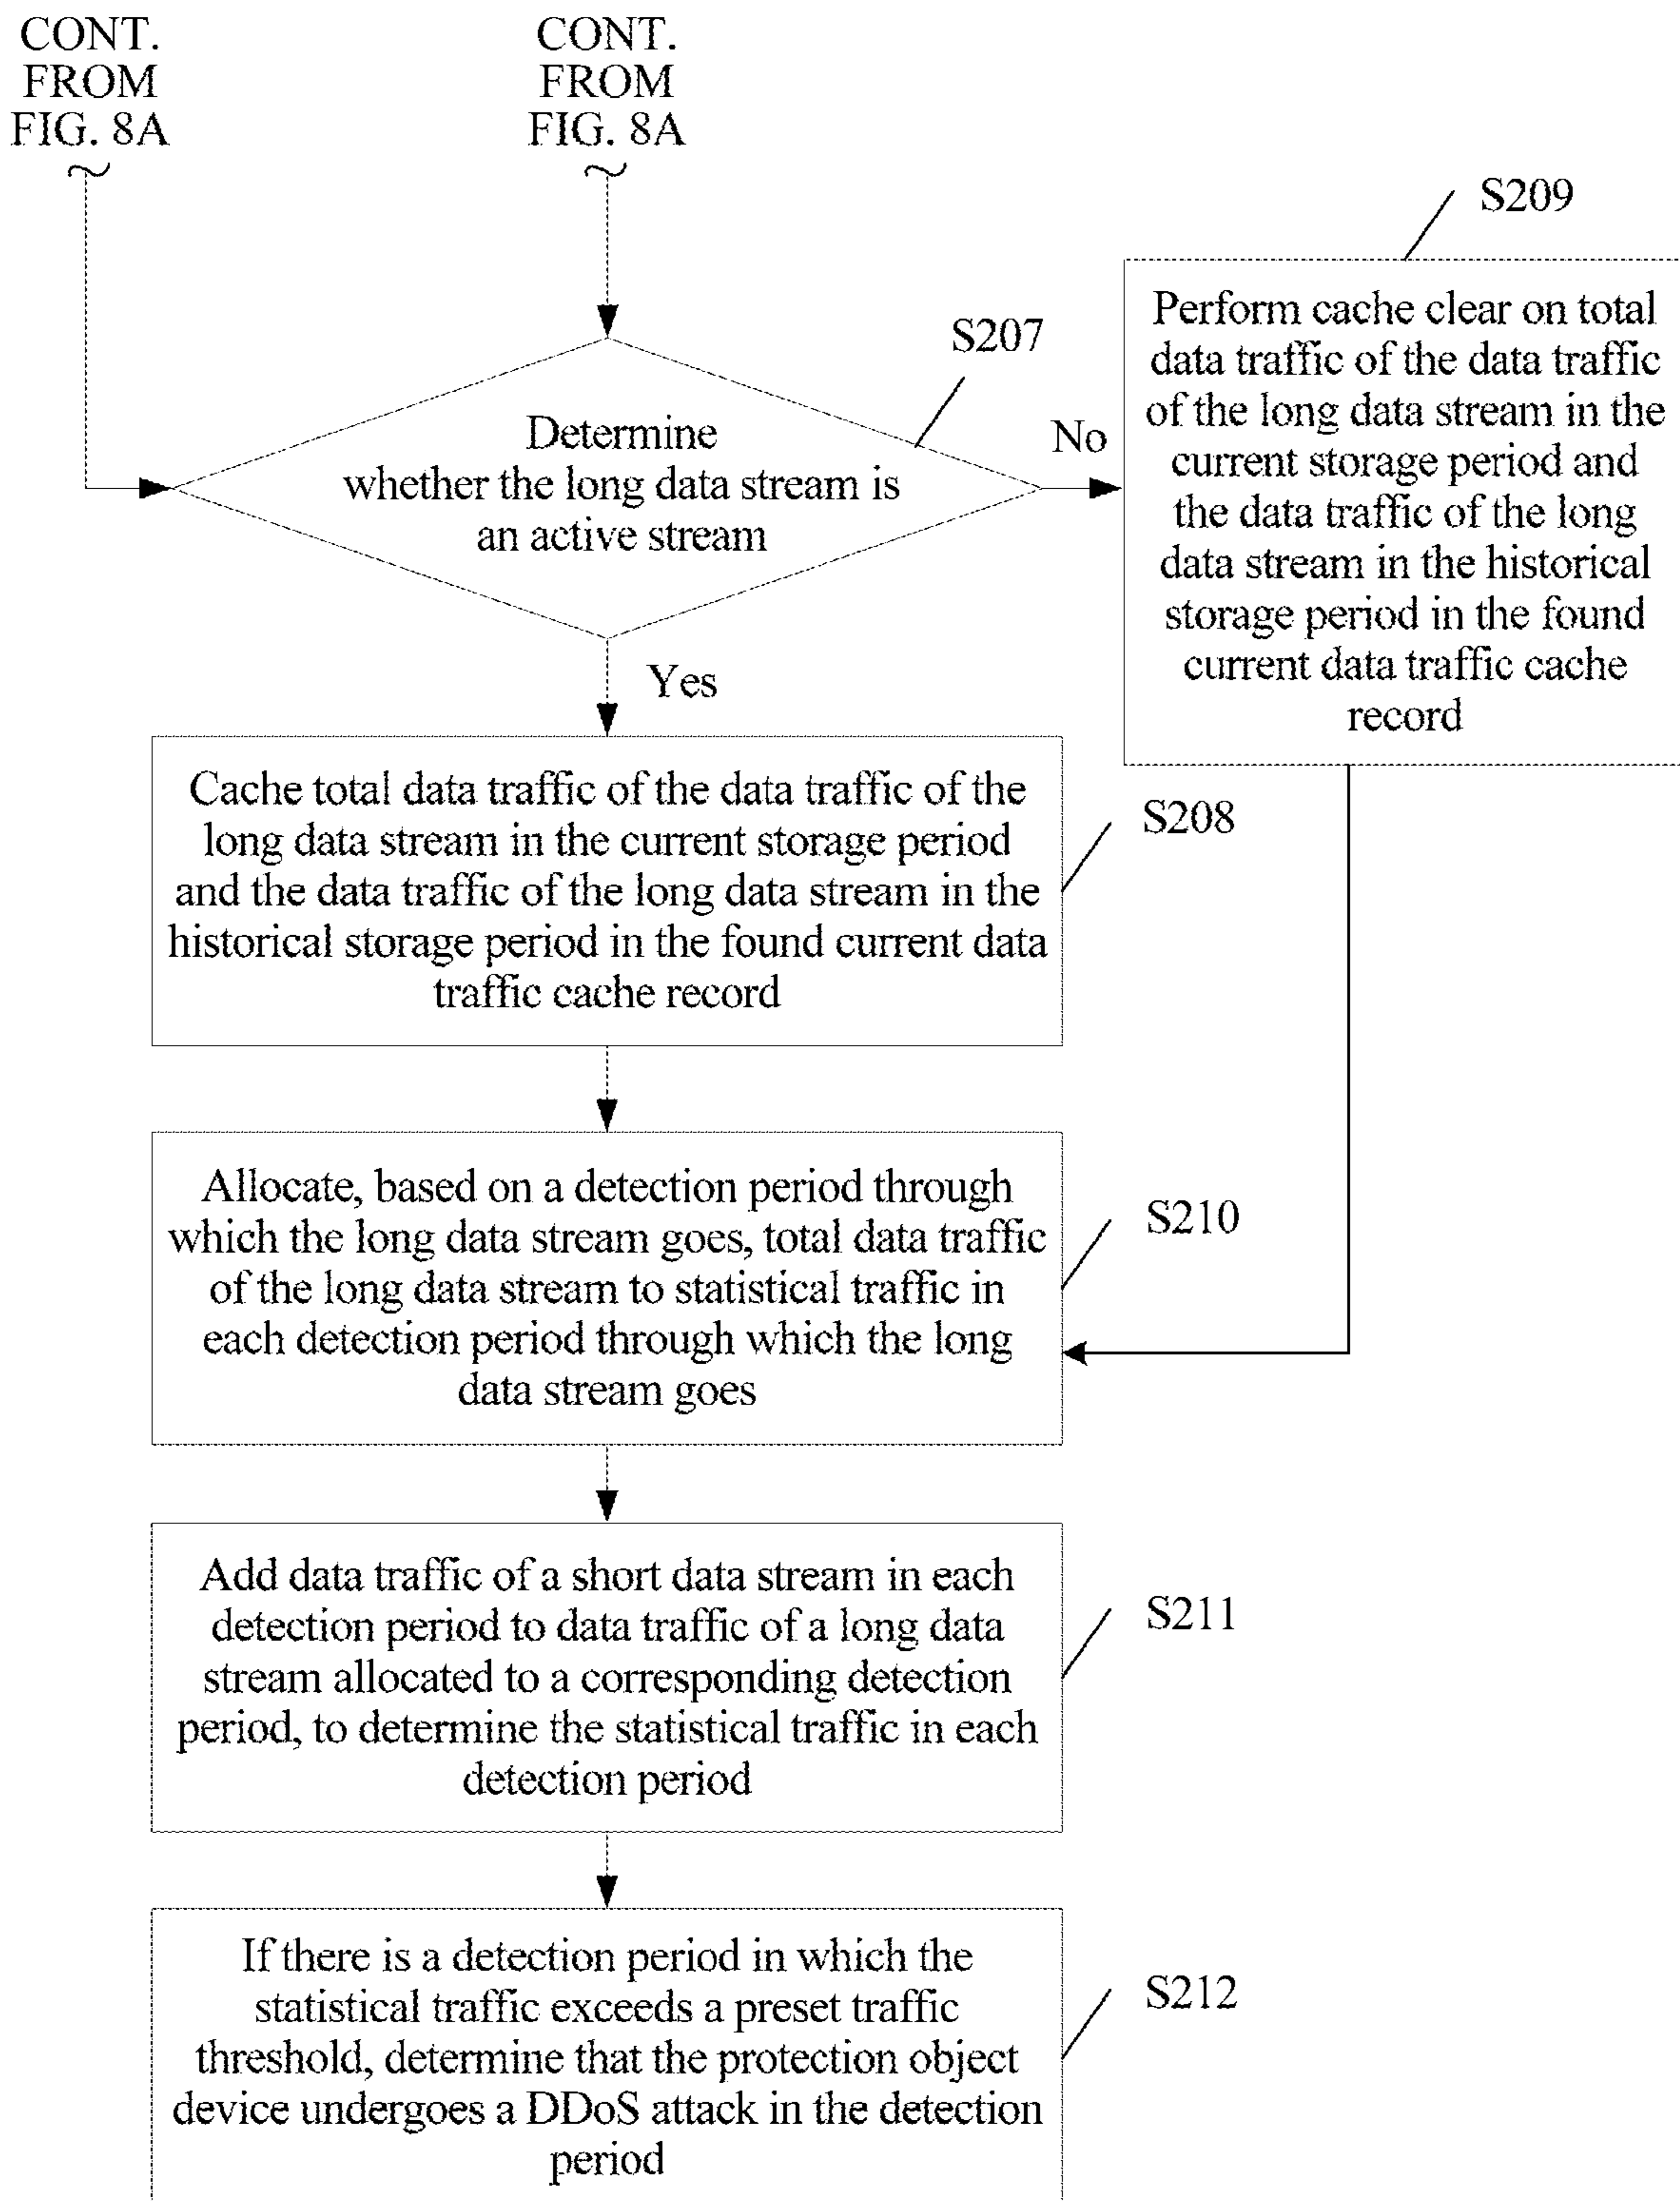 CONT.
FROM
FIG. 8A
CONT.
FROM
FIG. 8A
S207
Determine
whether the long data stream is
an active stream
No
S209
Perform cache clear on total
data traffic of the data traffic
of the long data stream in the
current storage period and
the data traffic of the long
data stream in the historical
storage period in the found
current data traffic cache
record
Yes
Cache total data traffic of the data traffic of the
long data stream in the current storage period
and the data traffic of the long data stream in the
historical storage period in the found current data
traffic cache record
S208
Allocate, based on a detection period through
which the long data stream goes, total data traffic
of the long data stream to statistical traffic in
each detection period through which the long
data stream goes
S210
Add data traffic of a short data stream in each
detection period to data traffic of a long data
stream allocated to a corresponding detection
period, to determine the statistical traffic in each
detection period
S211
If there is a detection period in which the
statistical traffic exceeds a preset traffic
threshold, determine that the protection object
device undergoes a DDoS attack in the detection
period
S212